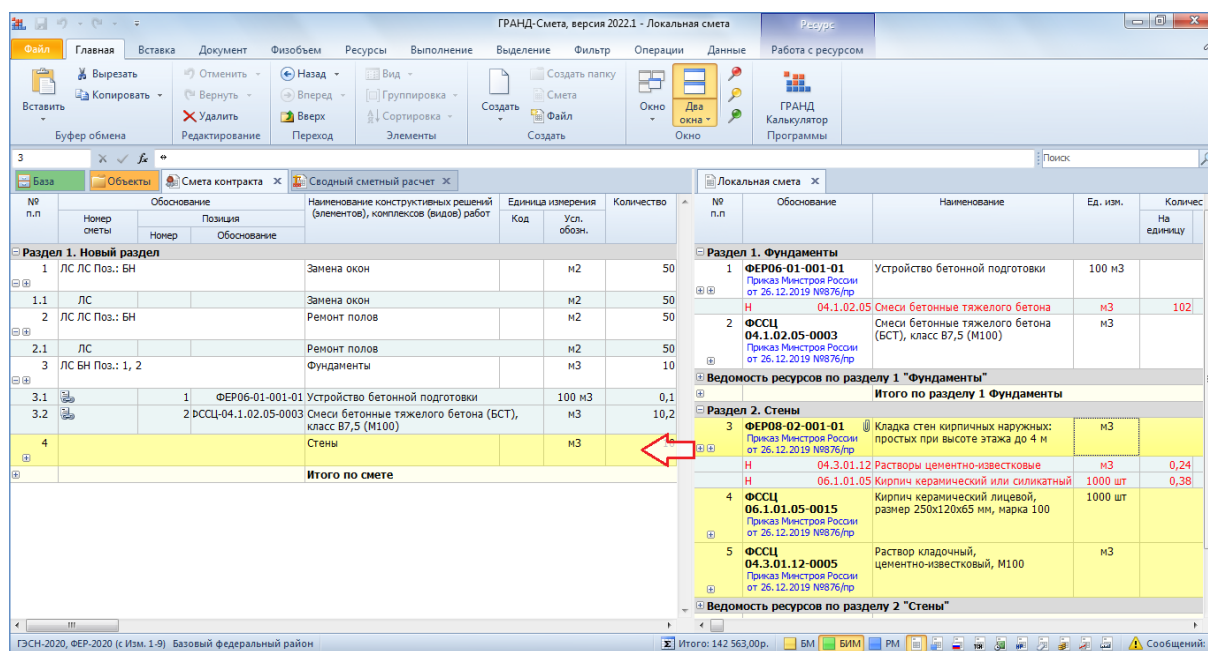 ГРАНД-Смета, версия 2022.1 - Локальная смета
Ресурс
Файл Главная Вставка Документ Физобъем Ресурсы Выполнение Выделение Фильтр Операции Данные Работа с ресурсом
Вставить
Вырезать
Копировать
Буфер обмена
Отменить
Вернуть
Удалить
Редактирование
Назад
Вперед
Вверх
Переход
Вид
Группировка
Сортировка
Элементы
Создать
Создать папку
Смета
Файл
Создать
Окно
Два окна
Окно
ГРАНД Калькулятор
Программы
3 fx
Поиск
База Объекты Смета контракта Сводный сметный расчет Локальная смета
№ п.п
Обоснование
Номер сметы
Позиция
Номер Обоснование
Наименование конструктивных решений (элементов), комплексов (видов) работ
Единица измерения
Код Усл. обозн.
Количество
Раздел 1. Новый раздел
1 ЛС ЛС Поз.: БН Замена окон м2 50
1.1 ЛС Замена окон м2 50
2 ЛС ЛС Поз.: БН Ремонт полов м2 50
2.1 ЛС Ремонт полов м2 50
3 ЛС БН Поз.: 1, 2 Фундаменты м3 10
3.1 1 ФЕР06-01-001-01 Устройство бетонной подготовки 100 м3 0,1
3.2 2 ФССЦ-04.1.02.05-0003 Смеси бетонные тяжелого бетона (БСТ), м3 10,2
класс В7,5 (М100)
4 Стены м3
Итого по смете
№ п.п
Обоснование
Наименование
Ед. изм.
Количес
На единицу
Раздел 1. Фундаменты
1 ФЕР06-01-001-01 Устройство бетонной подготовки 100 м3
Приказ Минстроя России
от 26.12.2019 №876/пр
Н 04.1.02.05 Смеси бетонные тяжелого бетона м3 102
2 ФССЦ Смеси бетонные тяжелого бетона м3
04.1.02.05-0003 (БСТ), класс В7,5 (М100)
Приказ Минстроя России
от 26.12.2019 №876/пр
Ведомость ресурсов по разделу 1 "Фундаменты"
Итого по разделу 1 Фундаменты
Раздел 2. Стены
3 ФЕР08-02-001-01 Кладка стен кирпичных наружных: м3
Приказ Минстроя России простых при высоте этажа до 4 м
от 26.12.2019 №876/пр
Н 04.3.01.12 Растворы цементно-известковые м3 0,24
Н 06.1.01.05 Кирпич керамический или силикатный 1000 шт 0,38
4 ФССЦ Кирпич керамический лицевой, 1000 шт
06.1.01.05-0015 размер 250х120х65 мм, марка 100
Приказ Минстроя России
от 26.12.2019 №876/пр
5 ФССЦ Раствор кладочный, м3
04.3.01.12-0005 цементно-известковый, М100
Приказ Минстроя России
от 26.12.2019 №876/пр
Ведомость ресурсов по разделу 2 "Стены"
ГЭСН-2020, ФЕР-2020 (с Изм. 1-9) Базовый федеральный район Σ Итого: 142 563,00р. БМ БИМ РМ Сообщений: